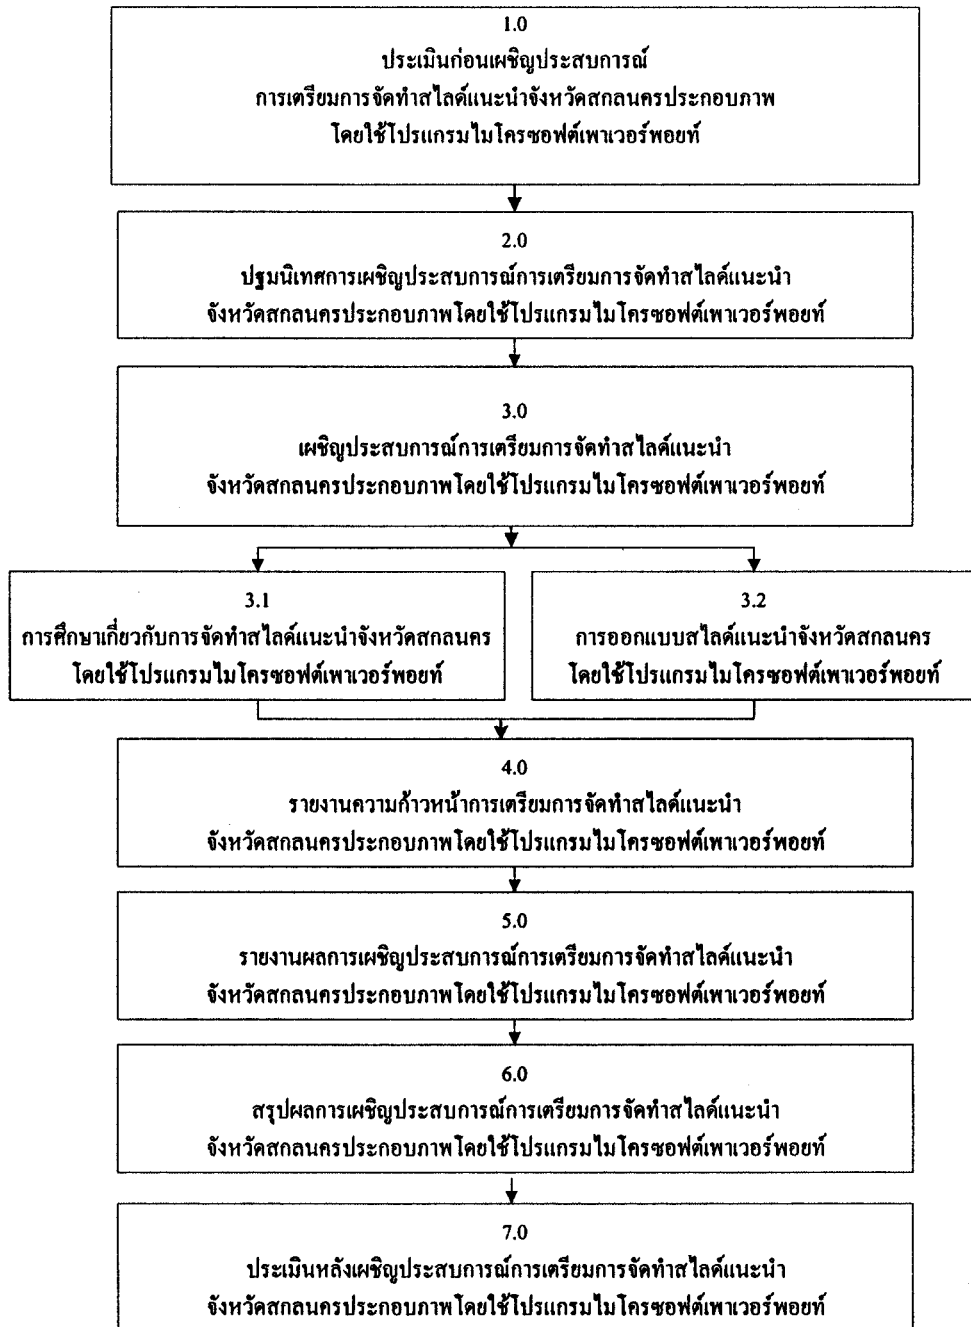 1.0
ประเมินก่อนเผชิญประสบการณ์
การเตรียมการจัดทำสไลด์แนะนำจังหวัดสกลนครประกอบภาพ
โดยใช้โปรแกรมไมโครซอฟต์เพาเวอร์พอยท์
2.0
ปฐมนิเทศการเผชิญประสบการณ์การเตรียมการจัดทำสไลด์แนะนำ
จังหวัดสกลนครประกอบภาพโดยใช้โปรแกรมไมโครซอฟต์เพาเวอร์พอยท์
3.0
เผชิญประสบการณ์การเตรียมการจัดทำสไลด์แนะนำ
จังหวัดสกลนครประกอบภาพโดยใช้โปรแกรมไมโครซอฟต์เพาเวอร์พอยท์
3.1
การศึกษาเกี่ยวกับการจัดทำสไลด์แนะนำจังหวัดสกลนคร
โดยใช้โปรแกรมไมโครซอฟต์เพาเวอร์พอยท์
3.2
การออกแบบสไลด์แนะนำจังหวัดสกลนคร
โดยใช้โปรแกรมไมโครซอฟต์เพาเวอร์พอยท์
4.0
รายงานความก้าวหน้าการเตรียมการจัดทำสไลด์แนะนำ
จังหวัดสกลนครประกอบภาพโดยใช้โปรแกรมไมโครซอฟต์เพาเวอร์พอยท์
5.0
รายงานผลการเผชิญประสบการณ์การเตรียมการจัดทำสไลด์แนะนำ
จังหวัดสกลนครประกอบภาพโดยใช้โปรแกรมไมโครซอฟต์เพาเวอร์พอยท์
6.0
สรุปผลการเผชิญประสบการณ์การเตรียมการจัดทำสไลด์แนะนำ
จังหวัดสกลนครประกอบภาพโดยใช้โปรแกรมไมโครซอฟต์เพาเวอร์พอยท์
7.0
ประเมินหลังเผชิญประสบการณ์การเตรียมการจัดทำสไลด์แนะนำ
จังหวัดสกลนครประกอบภาพโดยใช้โปรแกรมไมโครซอฟต์เพาเวอร์พอยท์